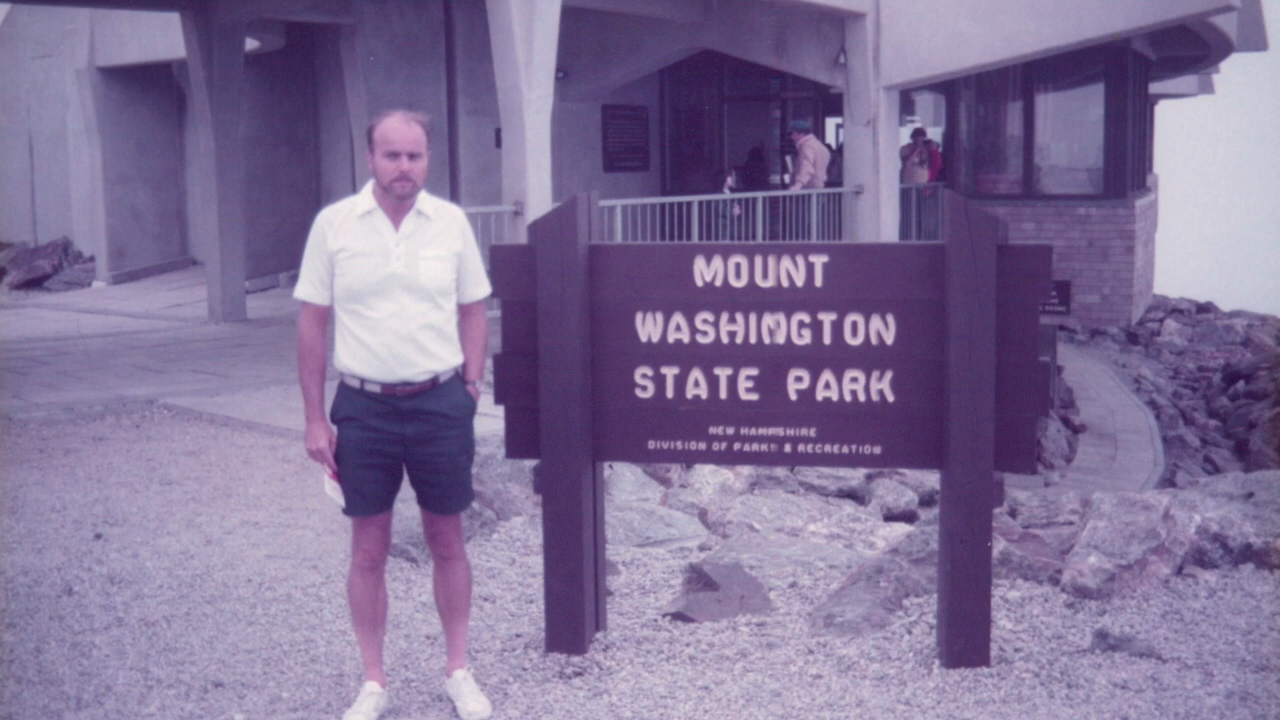 MOUNT
WASHINGTON
STATE PARK
NEW HAMPSHIRE
DIVISION OF PARKS & RECREATION